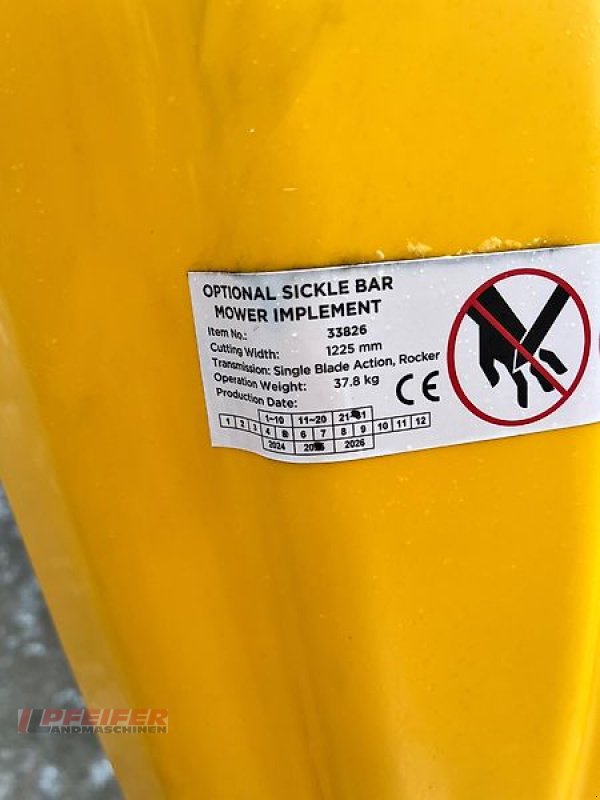 OPTIONAL SICKLE BAR
MOWER IMPLEMENT
Item No.: 33826
Cutting Width: 1225 mm
Transmission: Single Blade Action, Rocker
Operation Weight: 37.8 kg
Production Date:
CE
1~10 11~20
1 2 3 4 6 7 8 9 10 11 12
2024 2026
PFEIFER
LANDMASCHINEN